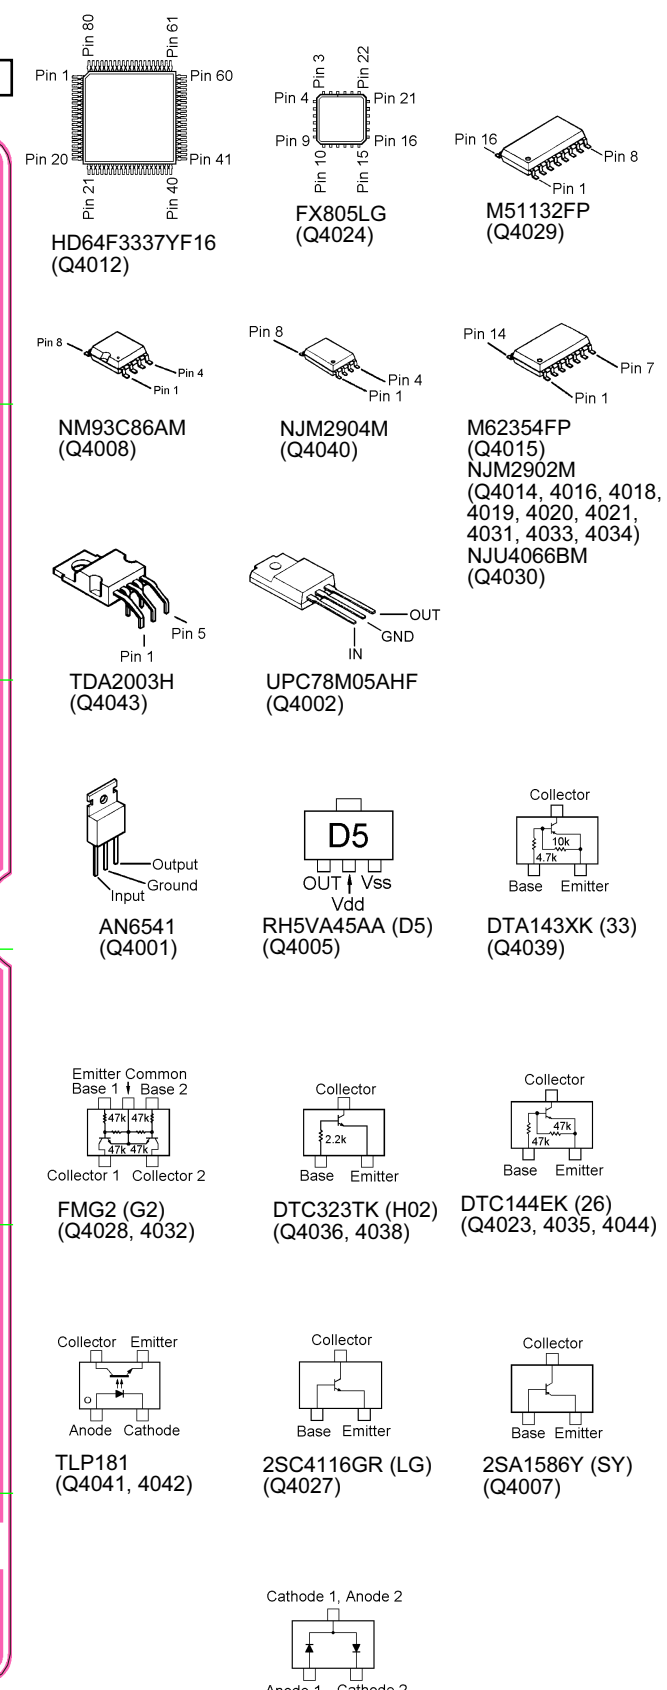 Pin 80
Pin 61
Pin 1
Pin 60
Pin 20
Pin 41
Pin 21
Pin 40
HD64F3337YF16
(Q4012)
Pin 3
Pin 22
Pin 4
Pin 21
Pin 9
Pin 16
Pin 10
Pin 15
FX805LG
(Q4024)
Pin 16
Pin 8
Pin 1
M51132FP
(Q4029)
Pin 8
Pin 4
Pin 1
NM93C86AM
(Q4008)
Pin 8
Pin 4
Pin 1
NJM2904M
(Q4040)
Pin 14
Pin 7
Pin 1
M62354FP
(Q4015)
NJM2902M
(Q4014, 4016, 4018,
4019, 4020, 4021,
4031, 4033, 4034)
NJU4066BM
(Q4030)
Pin 5
Pin 1
TDA2003H
(Q4043)
OUT
GND
IN
UPC78M05AHF
(Q4002)
Output
Ground
Input
AN6541
(Q4001)
D5
OUT
Vss
Vdd
RH5VA45AA (D5)
(Q4005)
Collector
10k
4.7k
Base
Emitter
DTA143XK (33)
(Q4039)
Emitter Common
Base 1
Base 2
47k
47k
47k
47k
Collector 1
Collector 2
FMG2 (G2)
(Q4028, 4032)
Collector
2.2k
Base
Emitter
DTC323TK (H02)
(Q4036, 4038)
Collector
47k
47k
Base
Emitter
DTC144EK (26)
(Q4023, 4035, 4044)
Collector
Emitter
Anode
Cathode
TLP181
(Q4041, 4042)
Collector
Base
Emitter
2SC4116GR (LG)
(Q4027)
Collector
Base
Emitter
2SA1586Y (SY)
(Q4007)
Cathode 1, Anode 2
Anode 1
Cathode 2